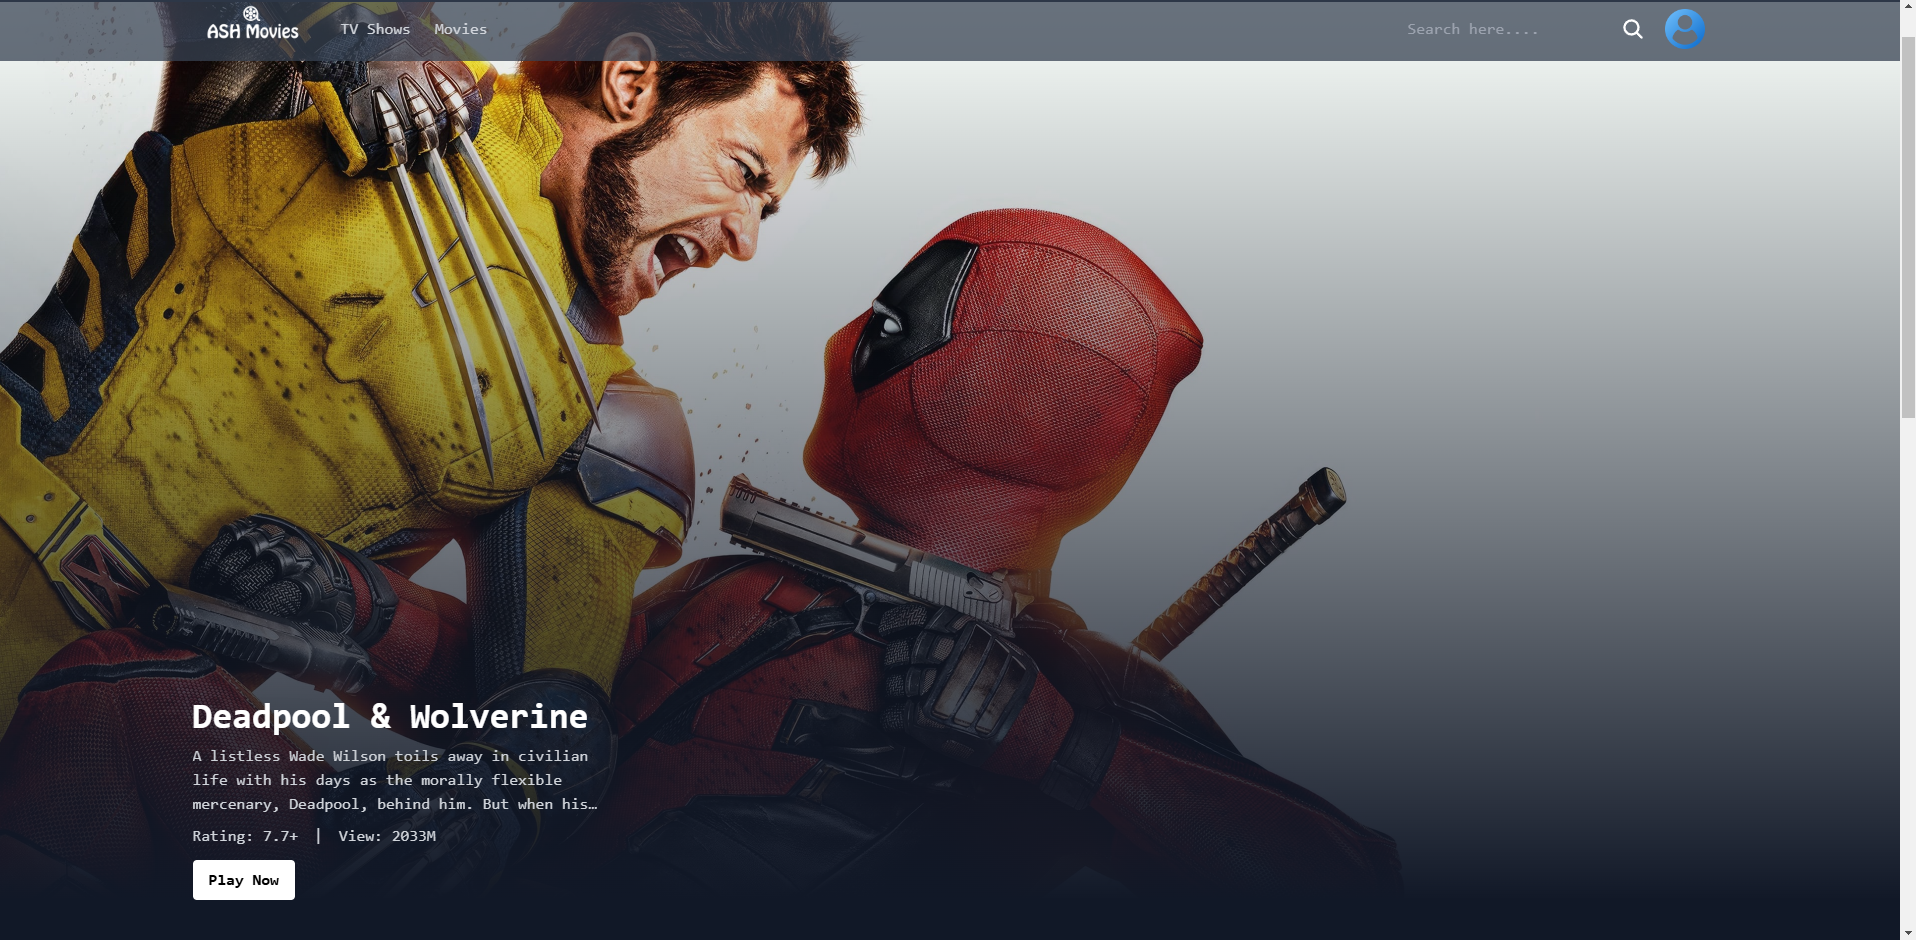 ASH Movies
TV Shows
Movies
Search here....
Deadpool & Wolverine
A listless Wade Wilson toils away in civilian
life with his days as the morally flexible
mercenary, Deadpool, behind him. But when his…
Rating: 7.7+ | View: 2033M
Play Now